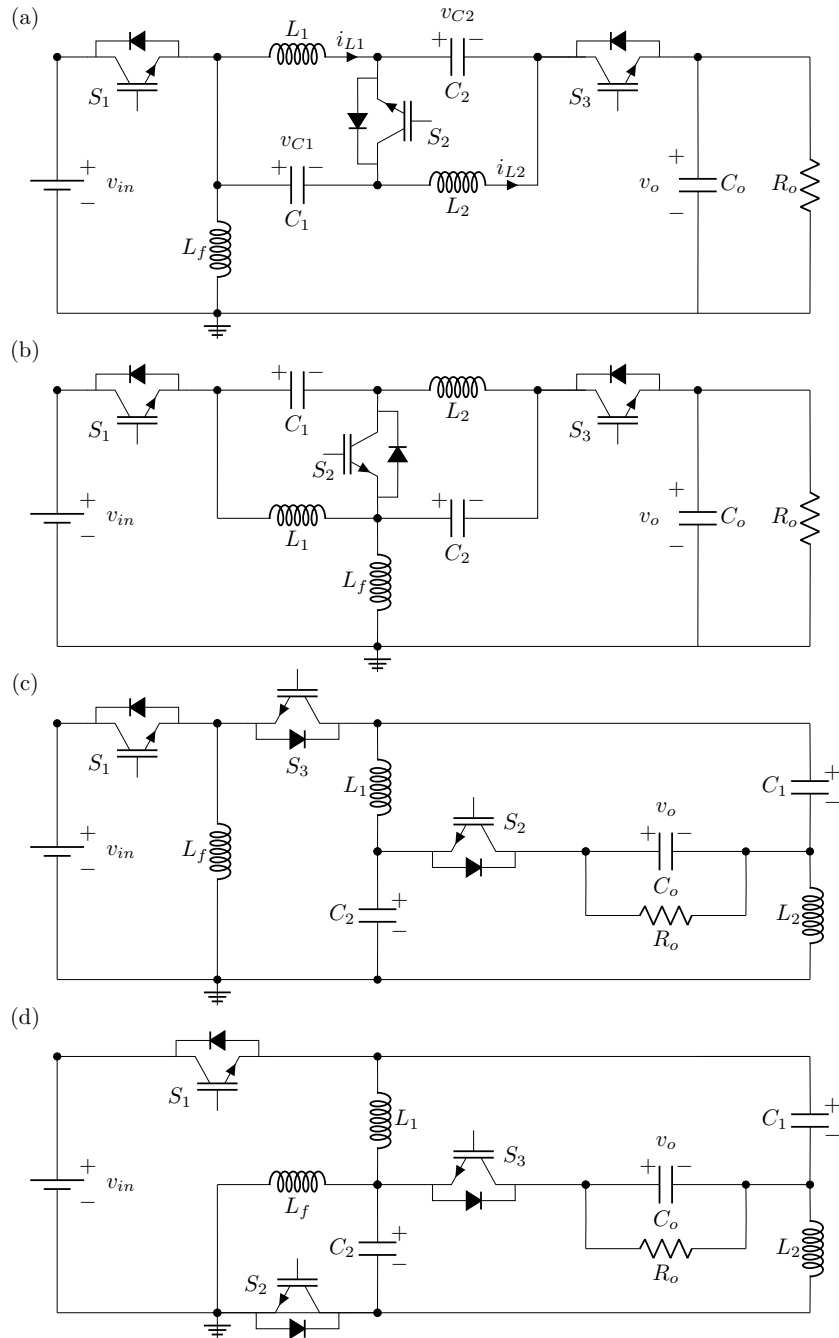 (a)
L1 iL1 vC2
+ −
S1 C2 S3
S2
vC1 iL2
+ −
+ vin −
C1 L2
+ vo − Co Ro
Lf
(b)
+ −
S1 C1 L2 S3
S2
+ vin −
L1
+ −
C2
+ vo − Co Ro
Lf
(c)
S1 S3
L1 C1 + −
S2 vo
+ vin −
Lf
+ −
C2 + −
Co
L2
Ro
(d)
S1
L1 C1 + −
S3 vo
+ vin −
Lf
+ −
C2 + −
Co
L2
Ro
S2